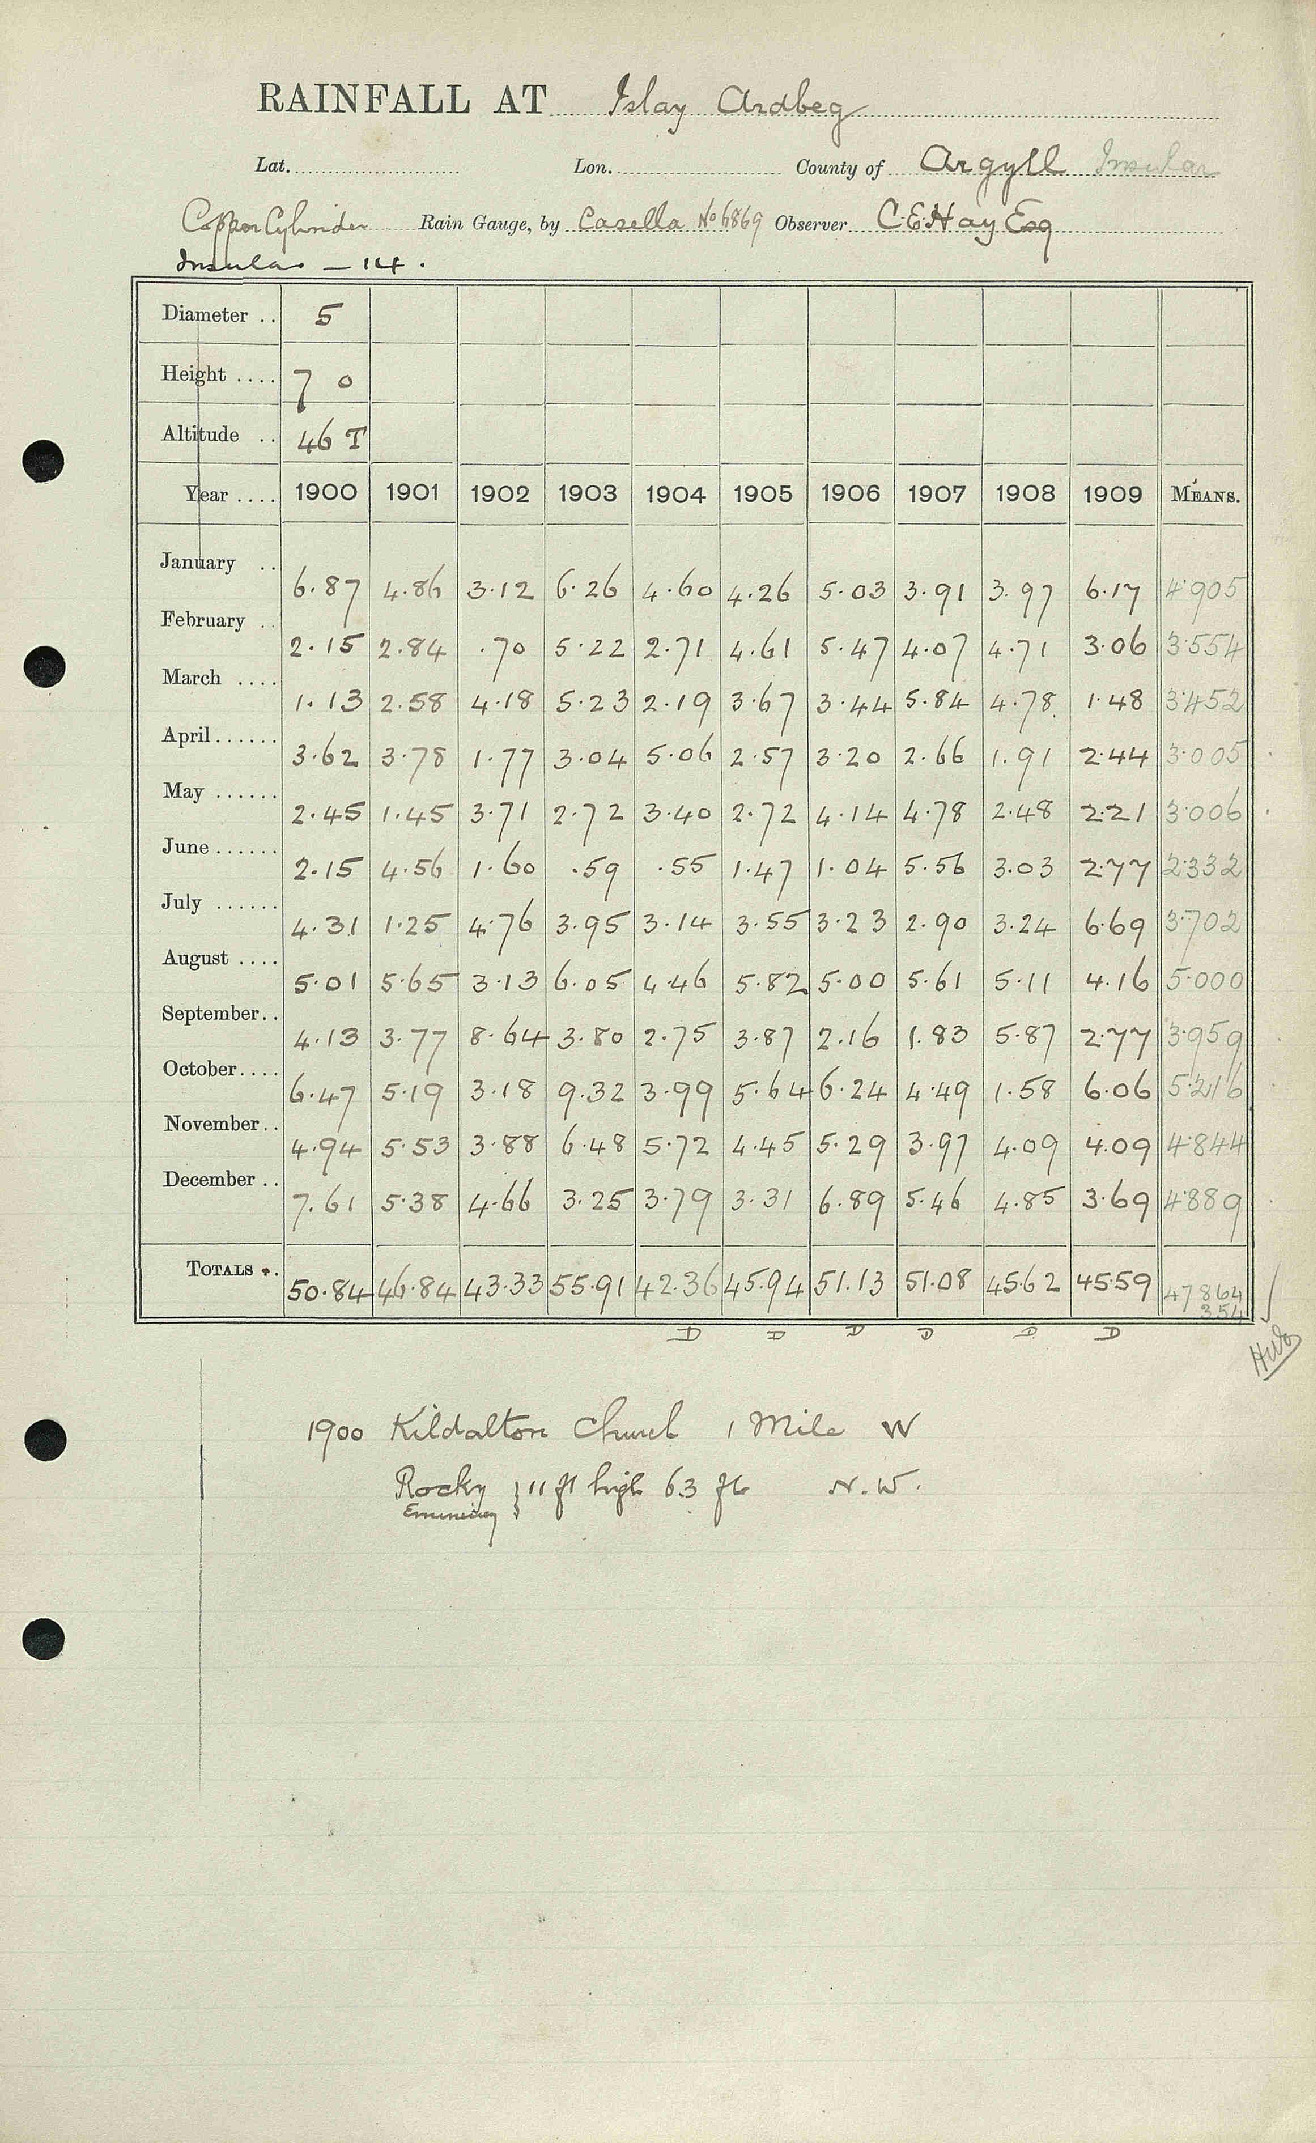 RAINFALL AT Islay Ardbeg
Lat. Lon. County of Argyll Insular
Copper Cylinder Rain Gauge, by Casella No 6869 Observer C.E. Hay Esq
Insular - 14.
Diameter .. 5
Height .... 7 0
Altitude .. 46 T
Year .... 1900 1901 1902 1903 1904 1905 1906 1907 1908 1909 MEANS.
January .. 6.87 4.86 3.12 6.26 4.60 4.26 5.03 3.91 3.97 6.17 4.905
February .. 2.15 2.84 .70 5.22 2.71 4.61 5.47 4.07 4.71 3.06 3.554
March .... 1.13 2.58 4.18 5.23 2.19 3.67 3.44 5.84 4.78 1.48 3.452
April...... 3.62 3.78 1.77 3.04 5.06 2.57 3.20 2.66 1.91 2.44 3.005
May ...... 2.45 1.45 3.71 2.72 3.40 2.72 4.14 4.78 2.48 2.21 3.006
June ...... 2.15 4.56 1.60 .59 .55 1.47 1.04 5.56 3.03 2.77 2.332
July ...... 4.31 1.25 4.76 3.95 3.14 3.55 3.23 2.90 3.24 6.69 3.702
August .... 5.01 5.65 3.13 6.05 4.46 5.82 5.00 5.61 5.11 4.16 5.000
September.. 4.13 3.77 8.64 3.80 2.75 3.87 2.16 1.83 5.87 2.77 3.959
October.... 6.47 5.19 3.18 9.32 3.99 5.64 6.24 4.49 1.58 6.06 5.216
November.. 4.94 5.53 3.88 6.48 5.72 4.45 5.29 3.97 4.09 4.09 4.844
December .. 7.61 5.38 4.66 3.25 3.79 3.31 6.89 5.46 4.85 3.69 4.889
TOTALS .. 50.84 46.84 43.33 55.91 42.36 45.94 51.13 51.08 45.62 45.59 47 864
354
D D D D D D
1900 Kildalton Church 1 Mile W
Rocky } 11 ft high 63 ft N.W.